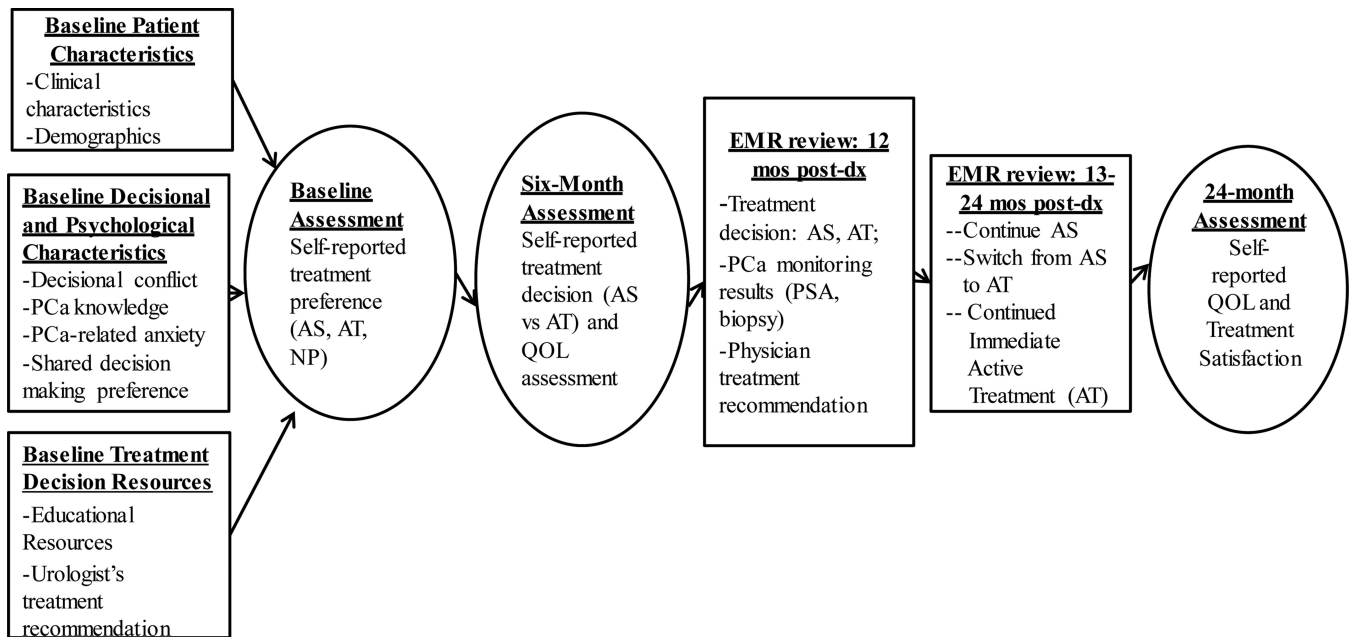 Baseline Patient
Characteristics
-Clinical
characteristics
-Demographics
Baseline Decisional
and Psychological
Characteristics
-Decisional conflict
-PCa knowledge
-PCa-related anxiety
-Shared decision
making preference
Baseline Treatment
Decision Resources
-Educational
Resources
-Urologist's
treatment
recommendation
Baseline
Assessment
Self-reported
treatment
preference
(AS, AT,
NP)
Six-Month
Assessment
Self-reported
treatment
decision (AS
vs AT) and
QOL
assessment
EMR review: 12
mos post-dx
-Treatment
decision: AS, AT;
-PCa monitoring
results (PSA,
biopsy)
-Physician
treatment
recommendation
EMR review: 13-
24 mos post-dx
--Continue AS
--Switch from AS
to AT
-- Continued
Immediate
Active
Treatment (AT)
24-month
Assessment
Self-
reported
QOL and
Treatment
Satisfaction